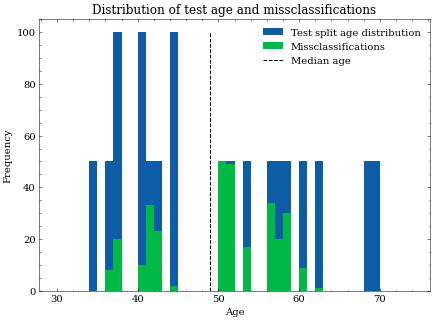 Distribution of test age and missclassifications
100
80
60
40
20
0
Frequency
Test split age distribution
Missclassifications
Median age
30 40 50 60 70
Age